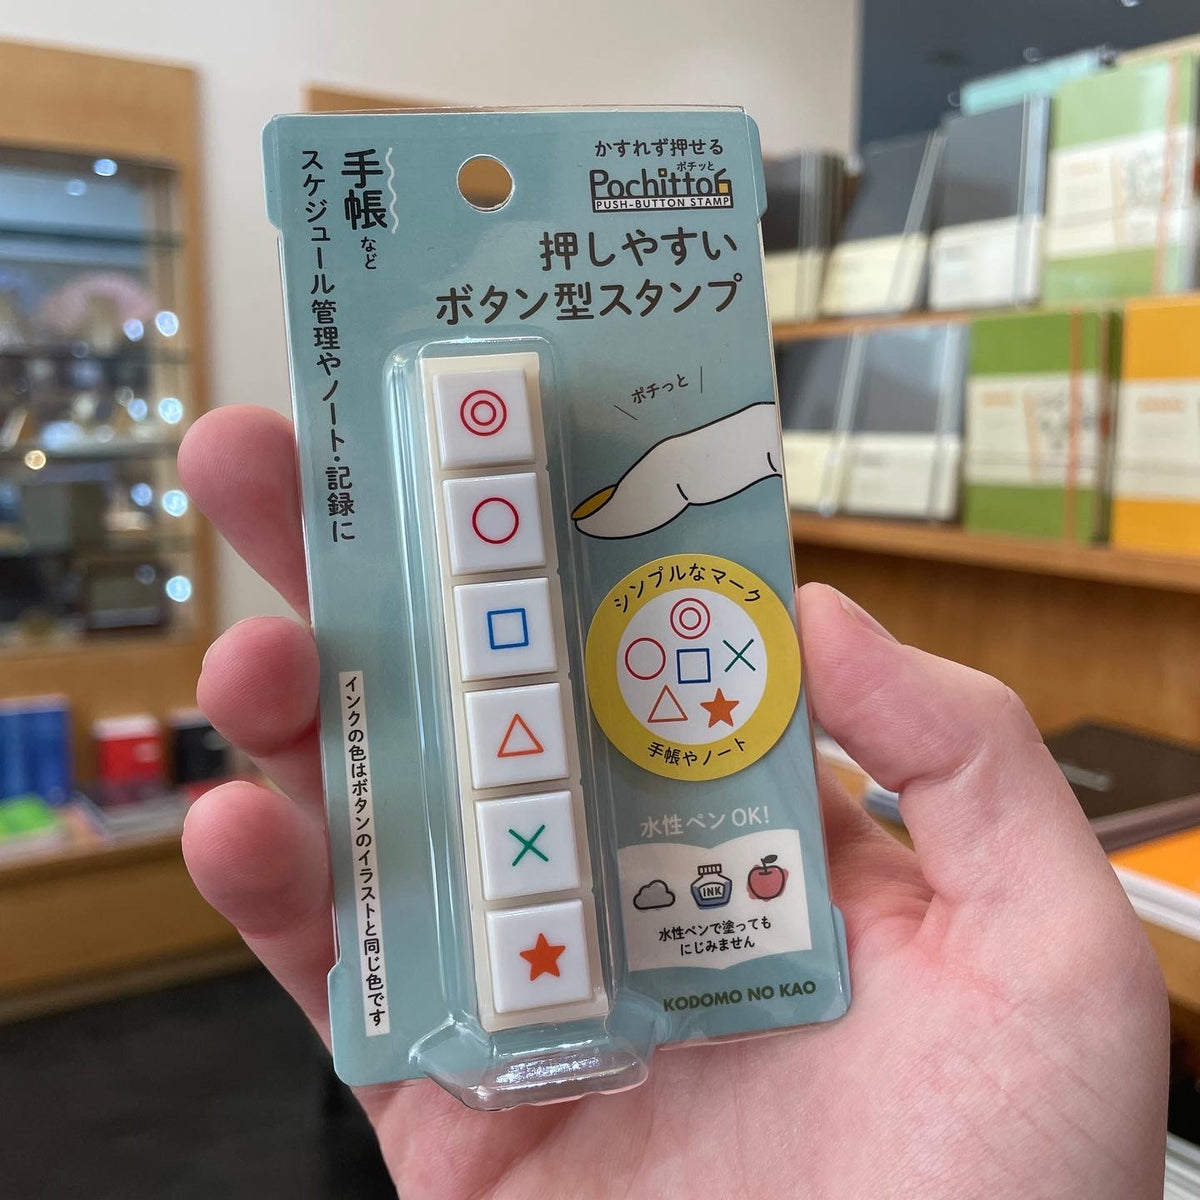 手帳など
スケジュール管理やノート・記録に
かすれず押せる
ポチッと
Pochitto6
PUSH-BUTTON STAMP
押しやすい
ボタン型スタンプ
ポチっと
シンプルなマーク
手帳やノート
インクの色はボタンのイラストと同じ色です
水性ペン OK!
INK
水性ペンで塗っても
にじみません
KODOMO NO KAO